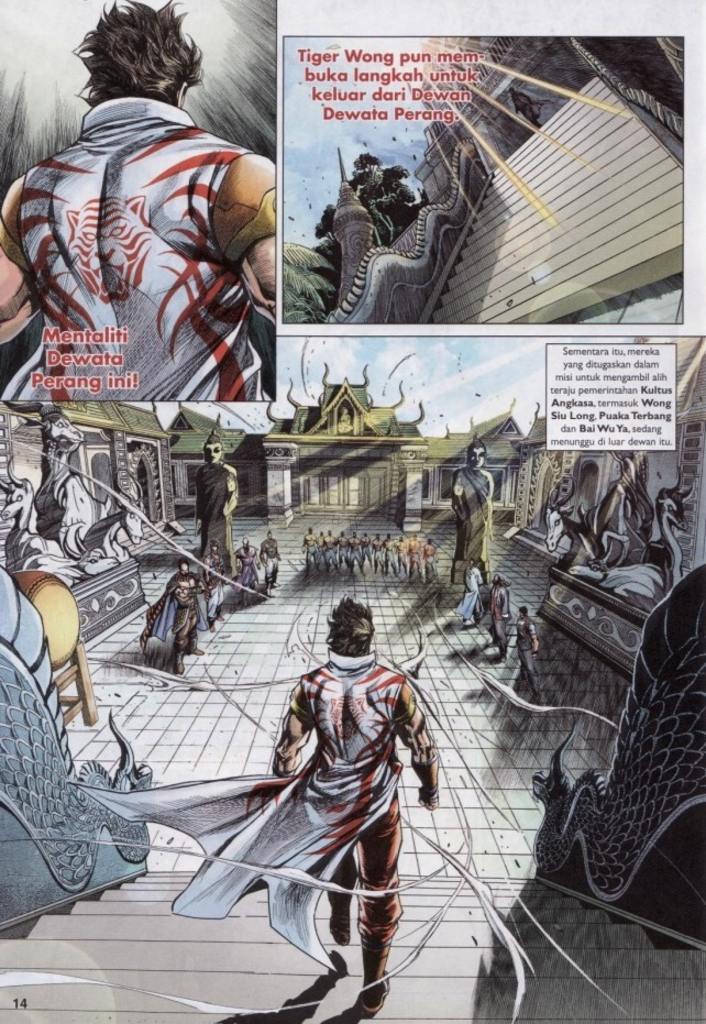 Mentaliti
Dewata
Perang ini!
Tiger Wong pun mem-
buka langkah untuk
keluar dari Dewan
Dewata Perang.
Sementara itu, mereka
yang ditugaskan dalam
misi untuk mengambil alih
teraju pemerintahan Kultus
Angkasa, termasuk Wong
Siu Long, Puaka Terbang
dan Bai Wu Ya, sedang
menunggu di luar dewan itu.
14